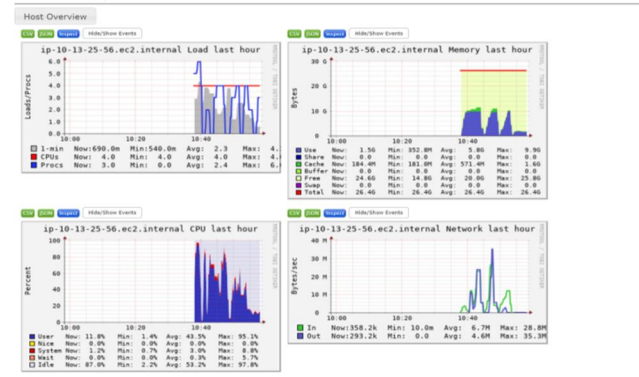 Host Overview
CSV JSON Inspect Hide/Show Events
ip-10-13-25-56.ec2.internal Load last hour
Loads/Procs
6.0
5.0
4.0
3.0
2.0
1.0
0.0
10:00 10:20 10:40
1-min Now:690.0m Min:540.0m Avg: 2.3 Max: 4.
CPUs Now: 4.0 Min: 4.0 Avg: 4.0 Max: 4.
Procs Now: 3.0 Min: 0.0 Avg: 2.4 Max: 6.
CSV JSON Inspect Hide/Show Events
ip-10-13-25-56.ec2.internal Memory last hour
Bytes
30 G
20 G
10 G
0
10:00 10:20 10:40
Use Now: 1.5G Min: 352.8M Avg: 5.8G Max: 9.9G
Share Now: 0.0 Min: 0.0 Avg: 0.0 Max: 0.0
Cache Now: 184.4M Min: 181.0M Avg: 571.4M Max: 1.6G
Buffer Now: 0.0 Min: 0.0 Avg: 0.0 Max: 0.0
Free Now: 24.6G Min: 14.8G Avg: 20.0G Max: 25.8G
Swap Now: 0.0 Min: 0.0 Avg: 0.0 Max: 0.0
Total Now: 26.4G Min: 26.4G Avg: 26.4G Max: 26.4G
CSV JSON Inspect Hide/Show Events
ip-10-13-25-56.ec2.internal CPU last hour
Percent
100
80
60
40
20
0
10:00 10:20 10:40
User Now: 11.8% Min: 1.4% Avg: 43.5% Max: 95.1%
Nice Now: 0.0% Min: 0.0% Avg: 0.0% Max: 0.0%
System Now: 1.2% Min: 0.7% Avg: 3.0% Max: 8.8%
Wait Now: 0.0% Min: 0.0% Avg: 0.3% Max: 5.7%
Idle Now: 87.0% Min: 2.2% Avg: 53.2% Max: 97.8%
CSV JSON Inspect Hide/Show Events
ip-10-13-25-56.ec2.internal Network last hour
Bytes/sec
40 M
30 M
20 M
10 M
0
10:00 10:20 10:40
In Now:358.2k Min: 10.0m Avg: 6.7M Max: 28.8M
Out Now:293.2k Min: 0.0 Avg: 4.6M Max: 35.3M